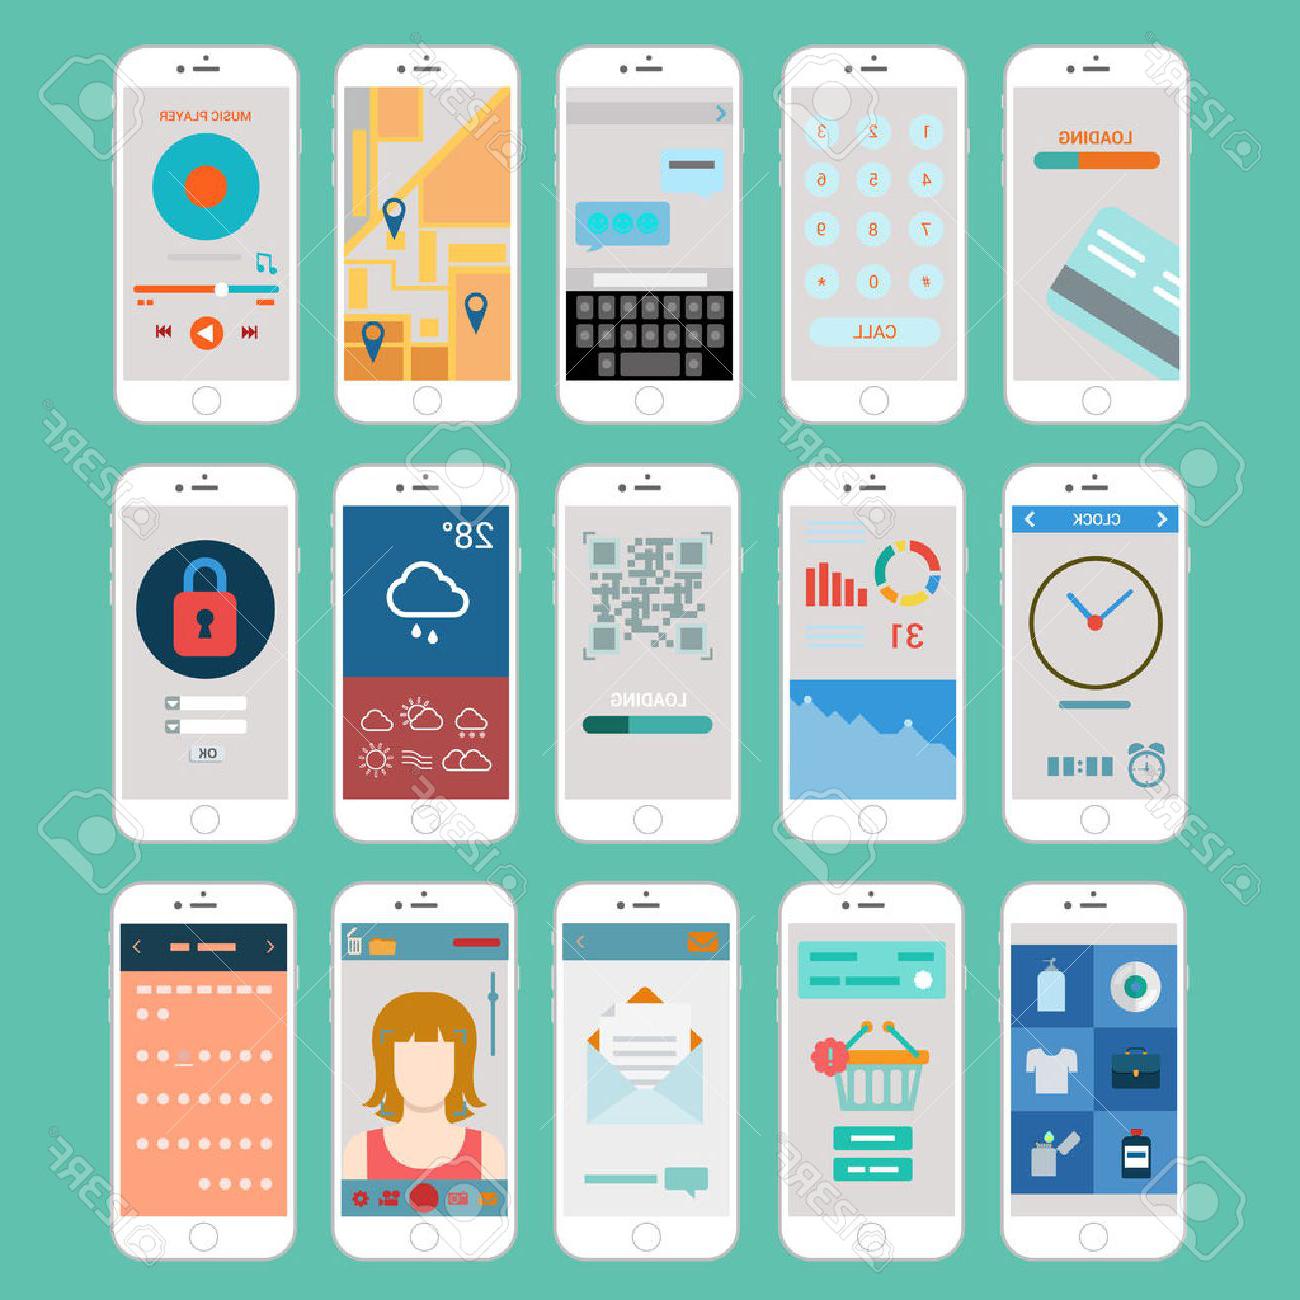 MUSIC PLAYER
1 2 3
4 5 6
7 8 9
# 0 *
CALL
LOADING
OK
28°
LOADING
31
CLOCK
!
123RF